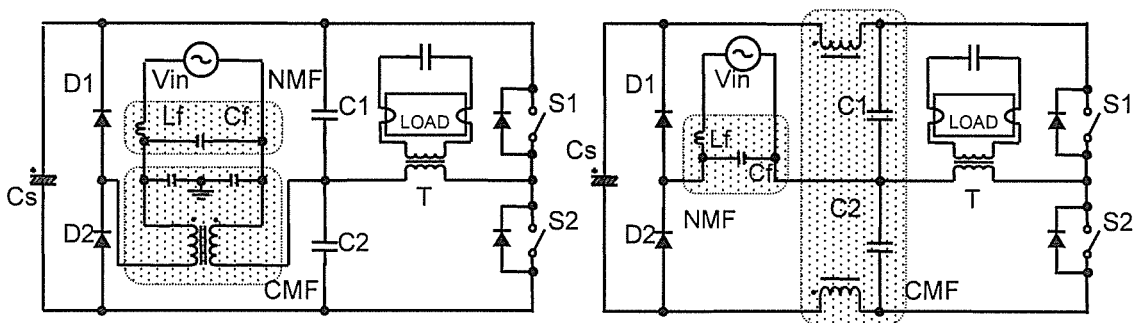 Vin
NMF
D1
Lf
Cf
C1
LOAD
S1
Cs
T
D2
C2
S2
CMF
Vin
D1
C1
Lf
LOAD
S1
Cs
Cf
T
C2
NMF
D2
S2
CMF